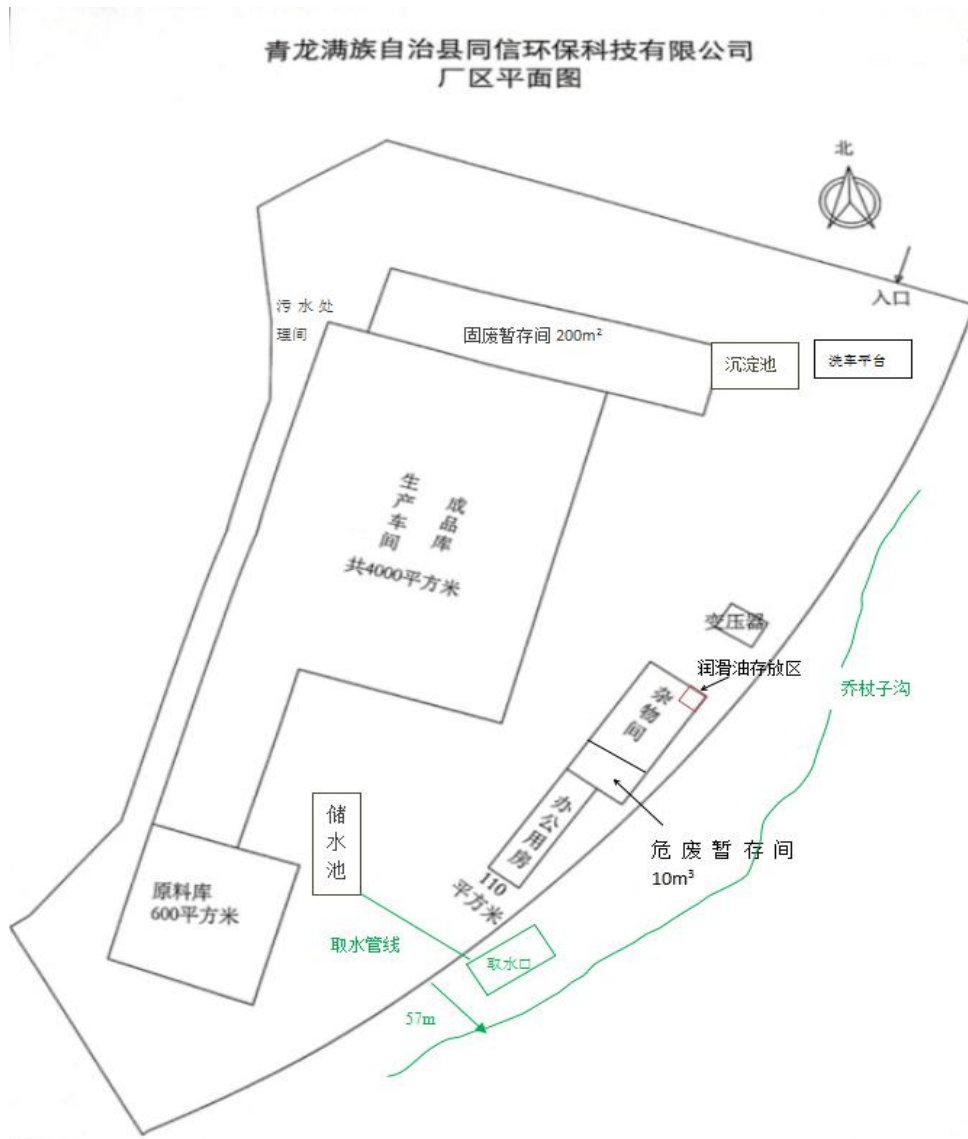 青龙满族自治县同信环保科技有限公司
厂区平面图
北
入口
污水处
理间
固废暂存间 200m²
沉淀池
洗车平台
生产车间
成品库
共4000平方米
变压器
润滑油存放区
杂物间
乔杖子沟
办公用房
110
平方米
危废暂存间
10m³
储水池
原料库
600平方米
取水管线
取水口
57m